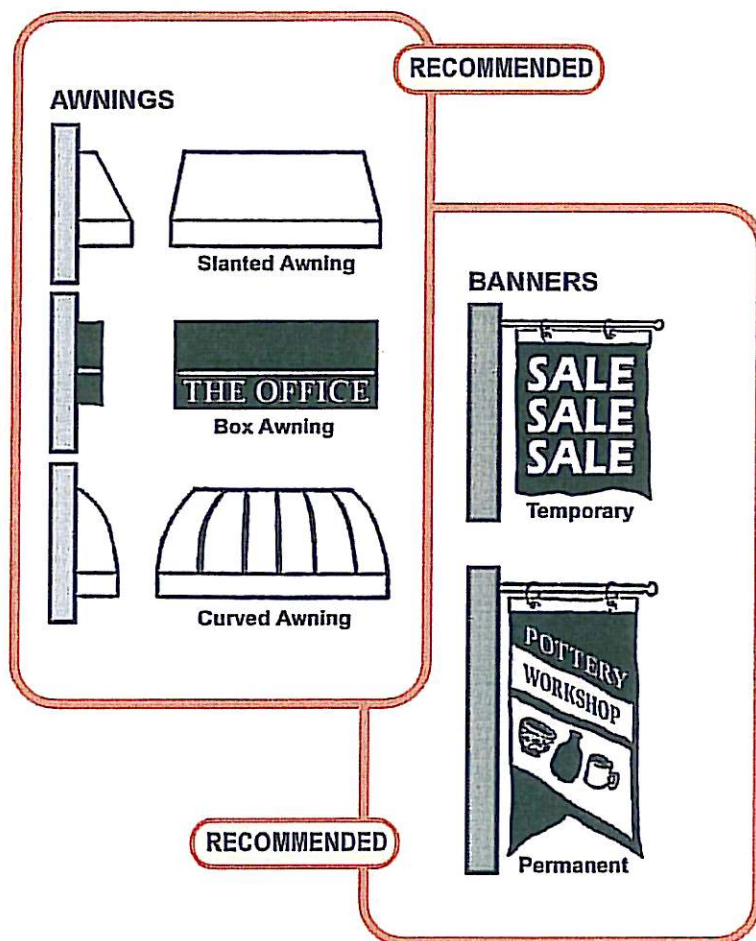 RECOMMENDED
AWNINGS
Slanted Awning
THE OFFICE
Box Awning
Curved Awning
BANNERS
SALE
SALE
SALE
Temporary
POTTERY
WORKSHOP
Permanent
RECOMMENDED